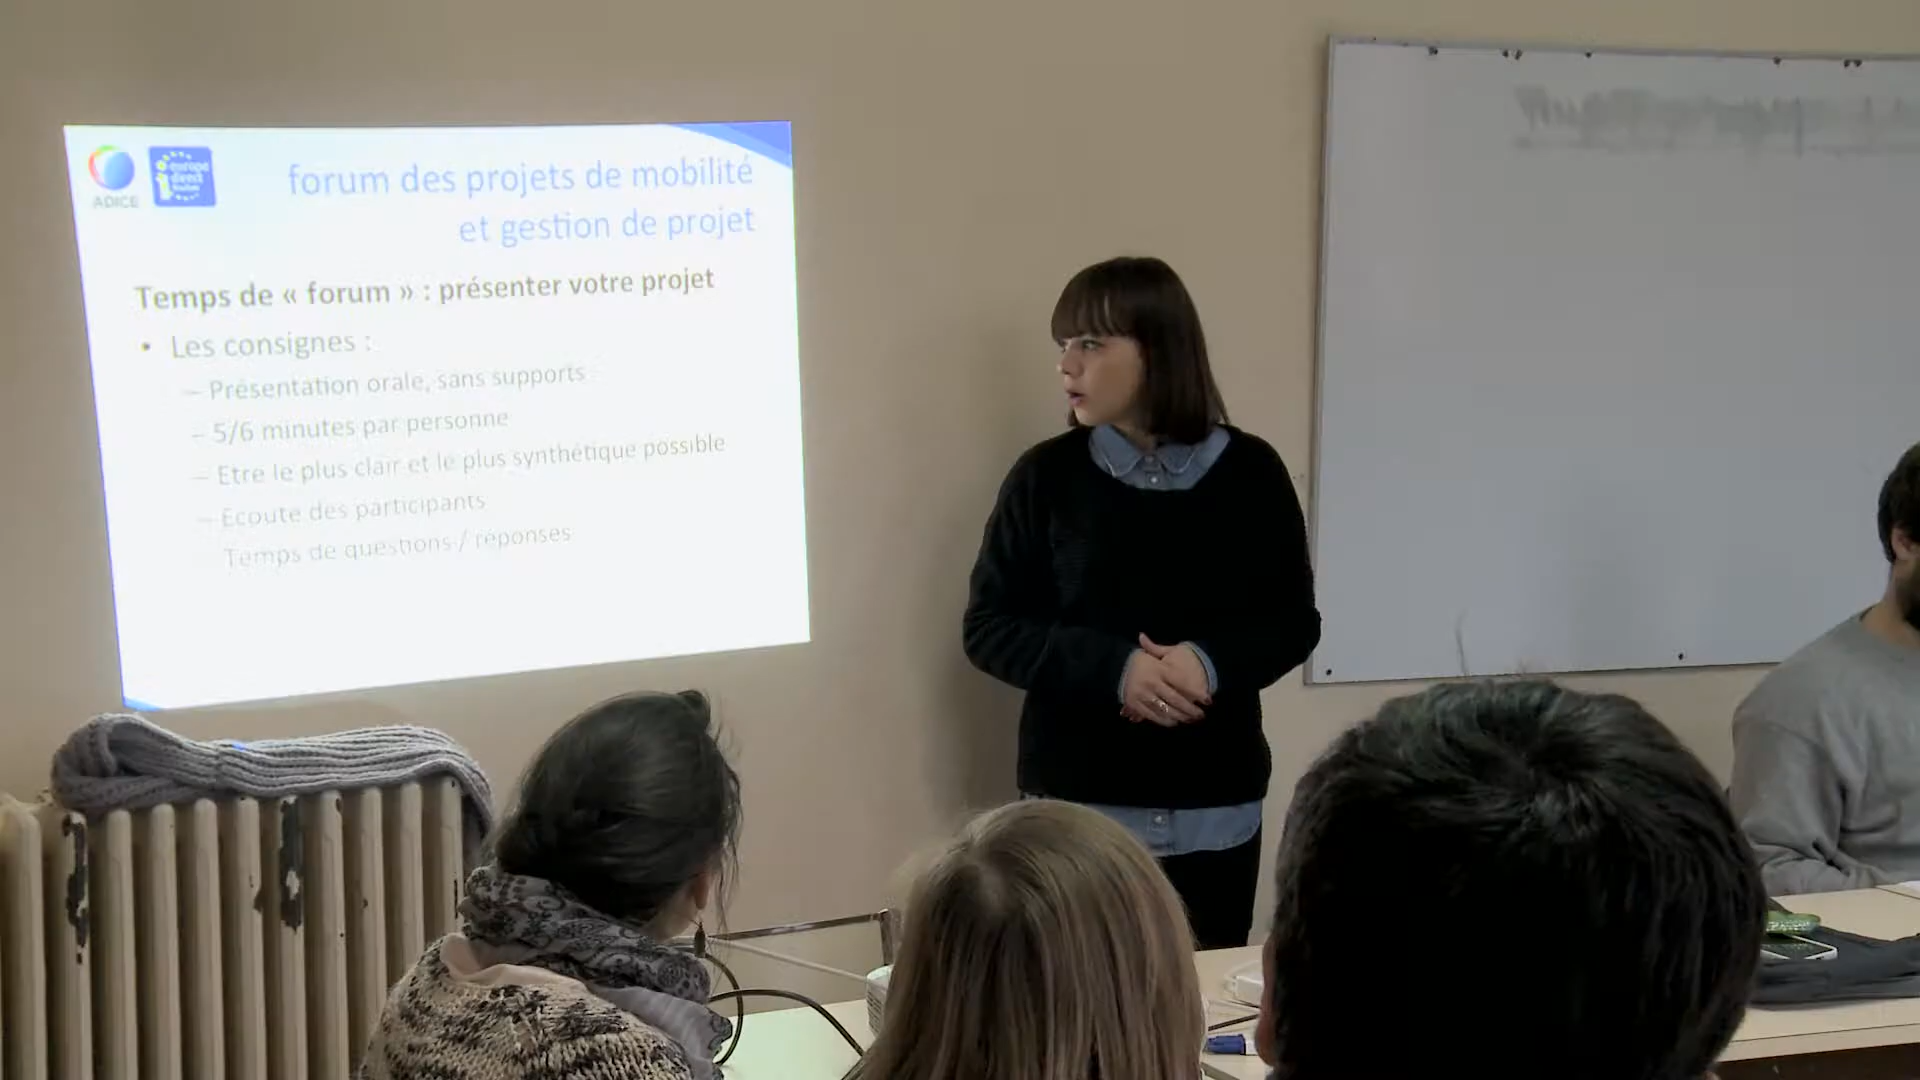 ADICE
europe
direct
forum des projets de mobilité
et gestion de projet
Temps de « forum » : présenter votre projet
• Les consignes :
– Présentation orale, sans supports
– 5/6 minutes par personne
– Etre le plus clair et le plus synthétique possible
– Ecoute des participants
Temps de questions / réponses